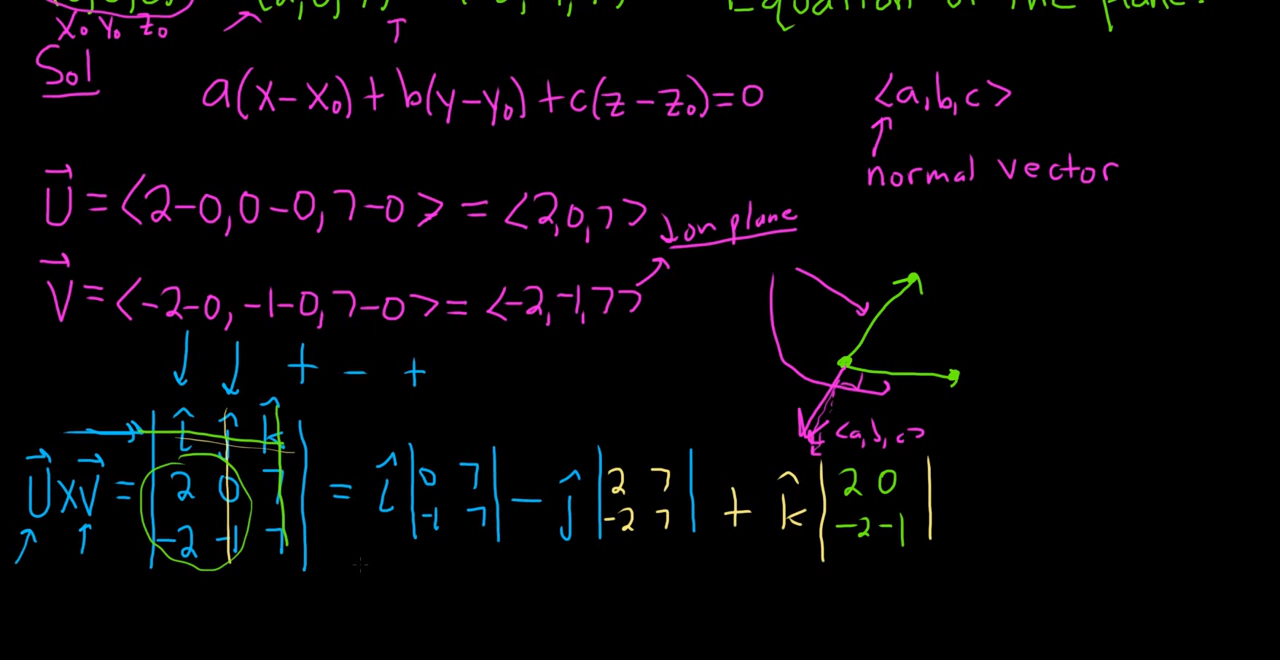 Equation of the plane.
X₀ Y₀ Z₀
Sol
a(x-x₀)+b(y-y₀)+c(z-z₀)=0 <a,b,c>
normal vector
U=<2-0,0-0,7-0>=<2,0,7>
on plane
V=<-2-0,-1-0,7-0>=<-2,-1,7>
+ - +
<a,b,c>
î ĵ k̂
U×V = |2 0 7| = î|0 7| - ĵ|2 7| + k̂|2 0|
|-2 -1 7| |-1 7| |-2 7| |-2 -1|